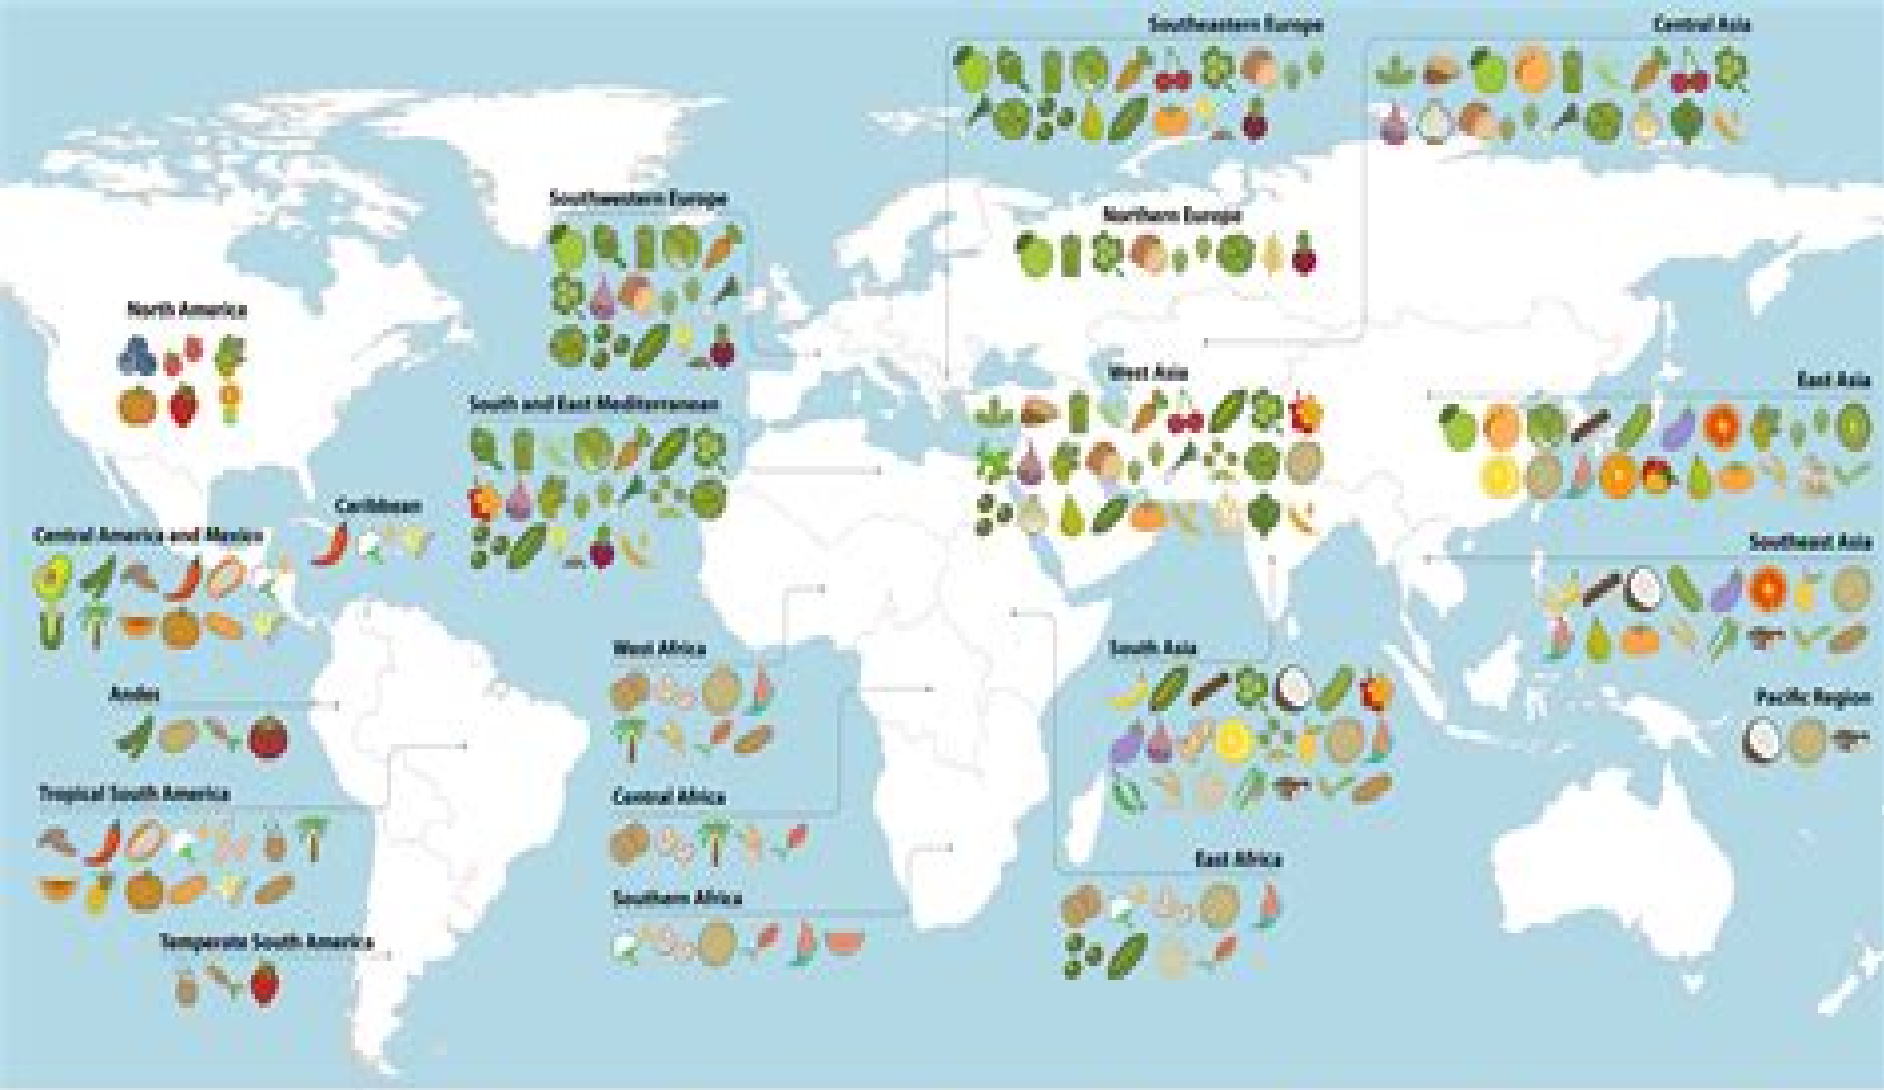 Southeastern Europe
Central Asia
Southwestern Europe
Northern Europe
North America
West Asia
East Asia
South and East Mediterranean
Caribbean
Central America and Mexico
Southeast Asia
West Africa
South Asia
Andes
Pacific Region
Tropical South America
Central Africa
East Africa
Southern Africa
Temperate South America